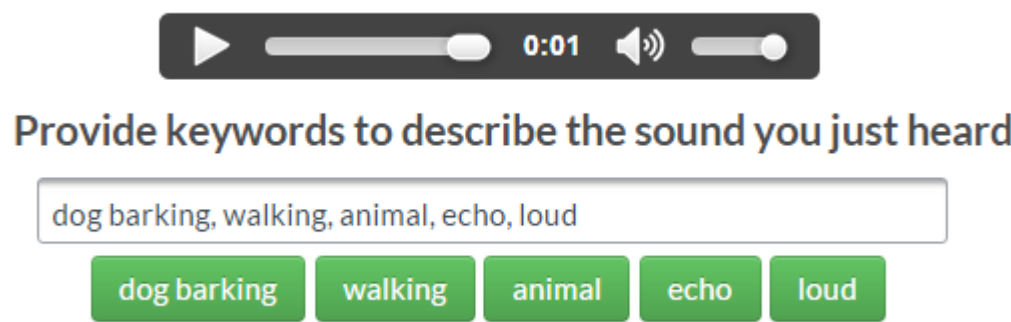 0:01
Provide keywords to describe the sound you just heard
dog barking, walking, animal, echo, loud
dog barking walking animal echo loud